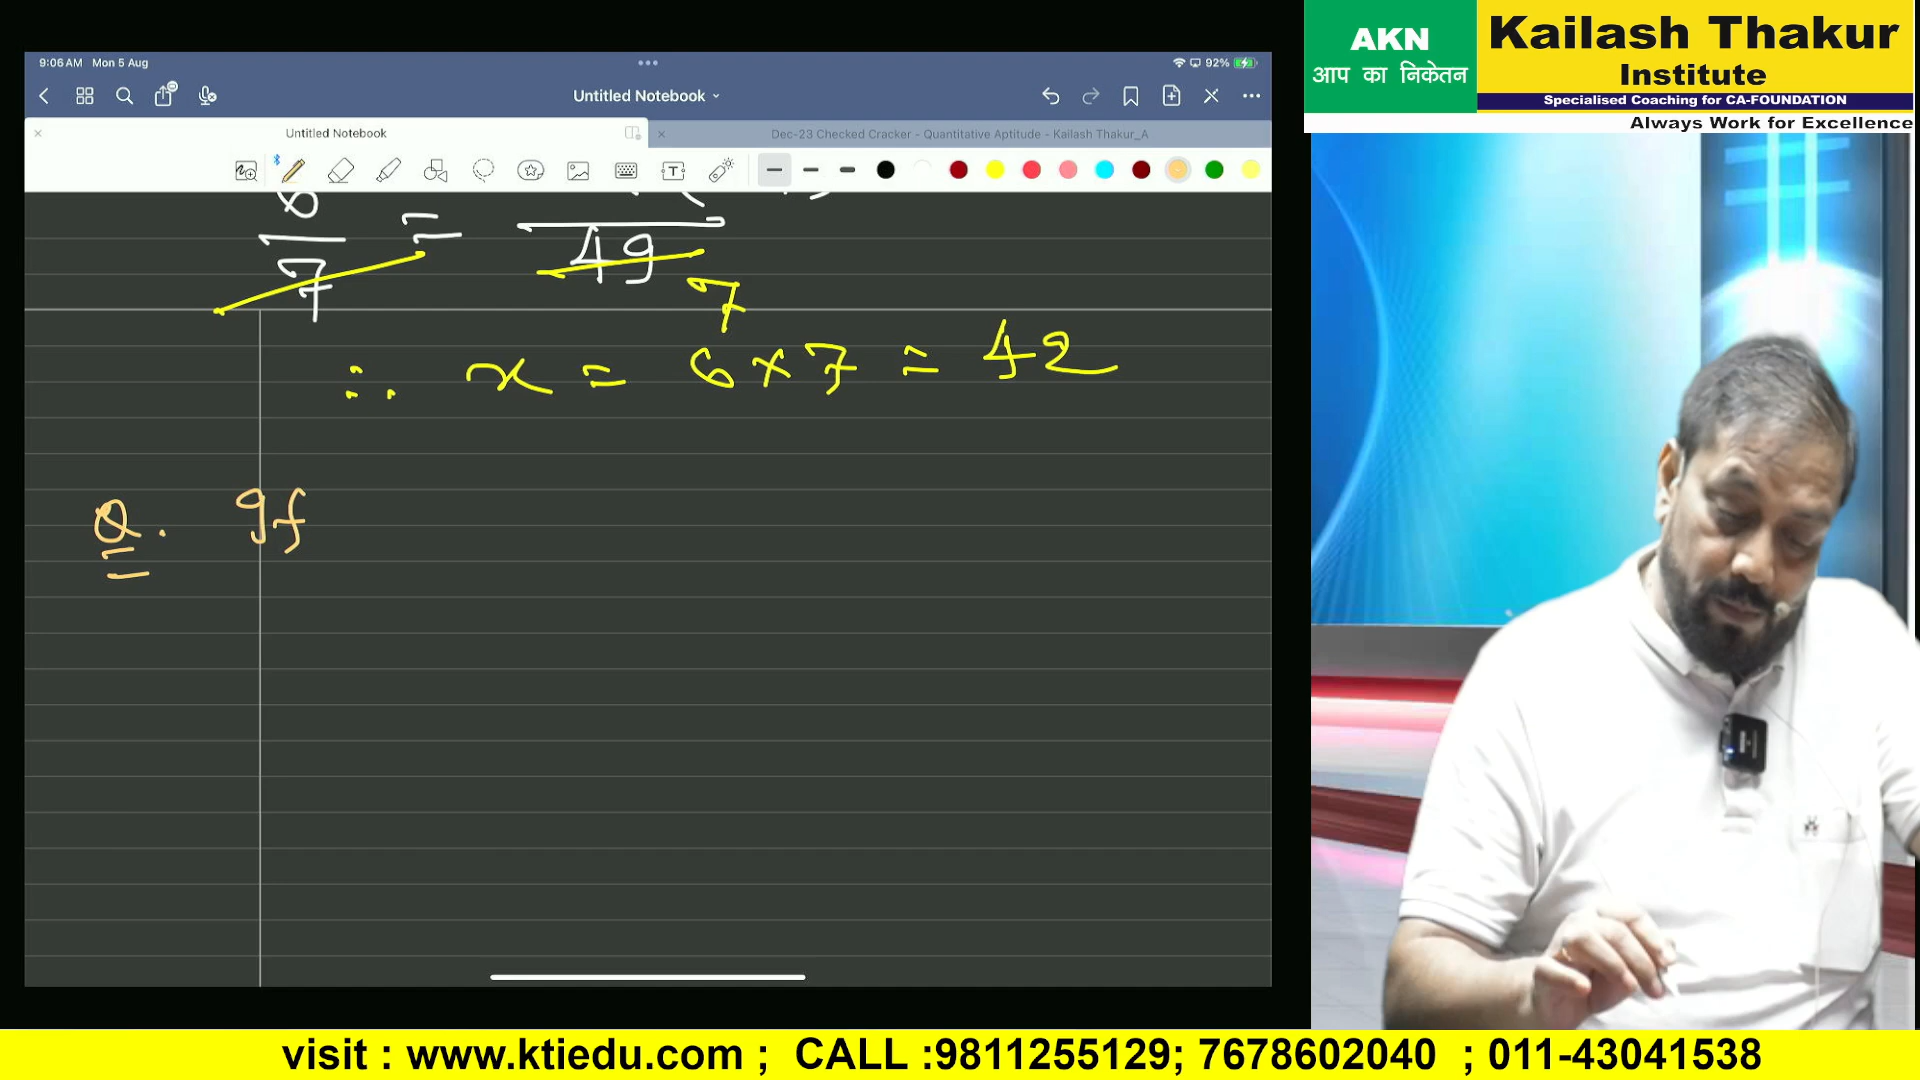 AKN
आप का निकेतन
Kailash Thakur
Institute
Specialised Coaching for CA-FOUNDATION
Always Work for Excellence
9:06 AM Mon 5 Aug
92%
Untitled Notebook
Untitled Notebook
Dec-23 Checked Cracker - Quantitative Aptitude - Kailash Thakur_A
T
=
7
49
7
∴ x = 6 × 7 = 42
Q. If
visit : www.ktiedu.com ; CALL :9811255129; 7678602040 ; 011-43041538